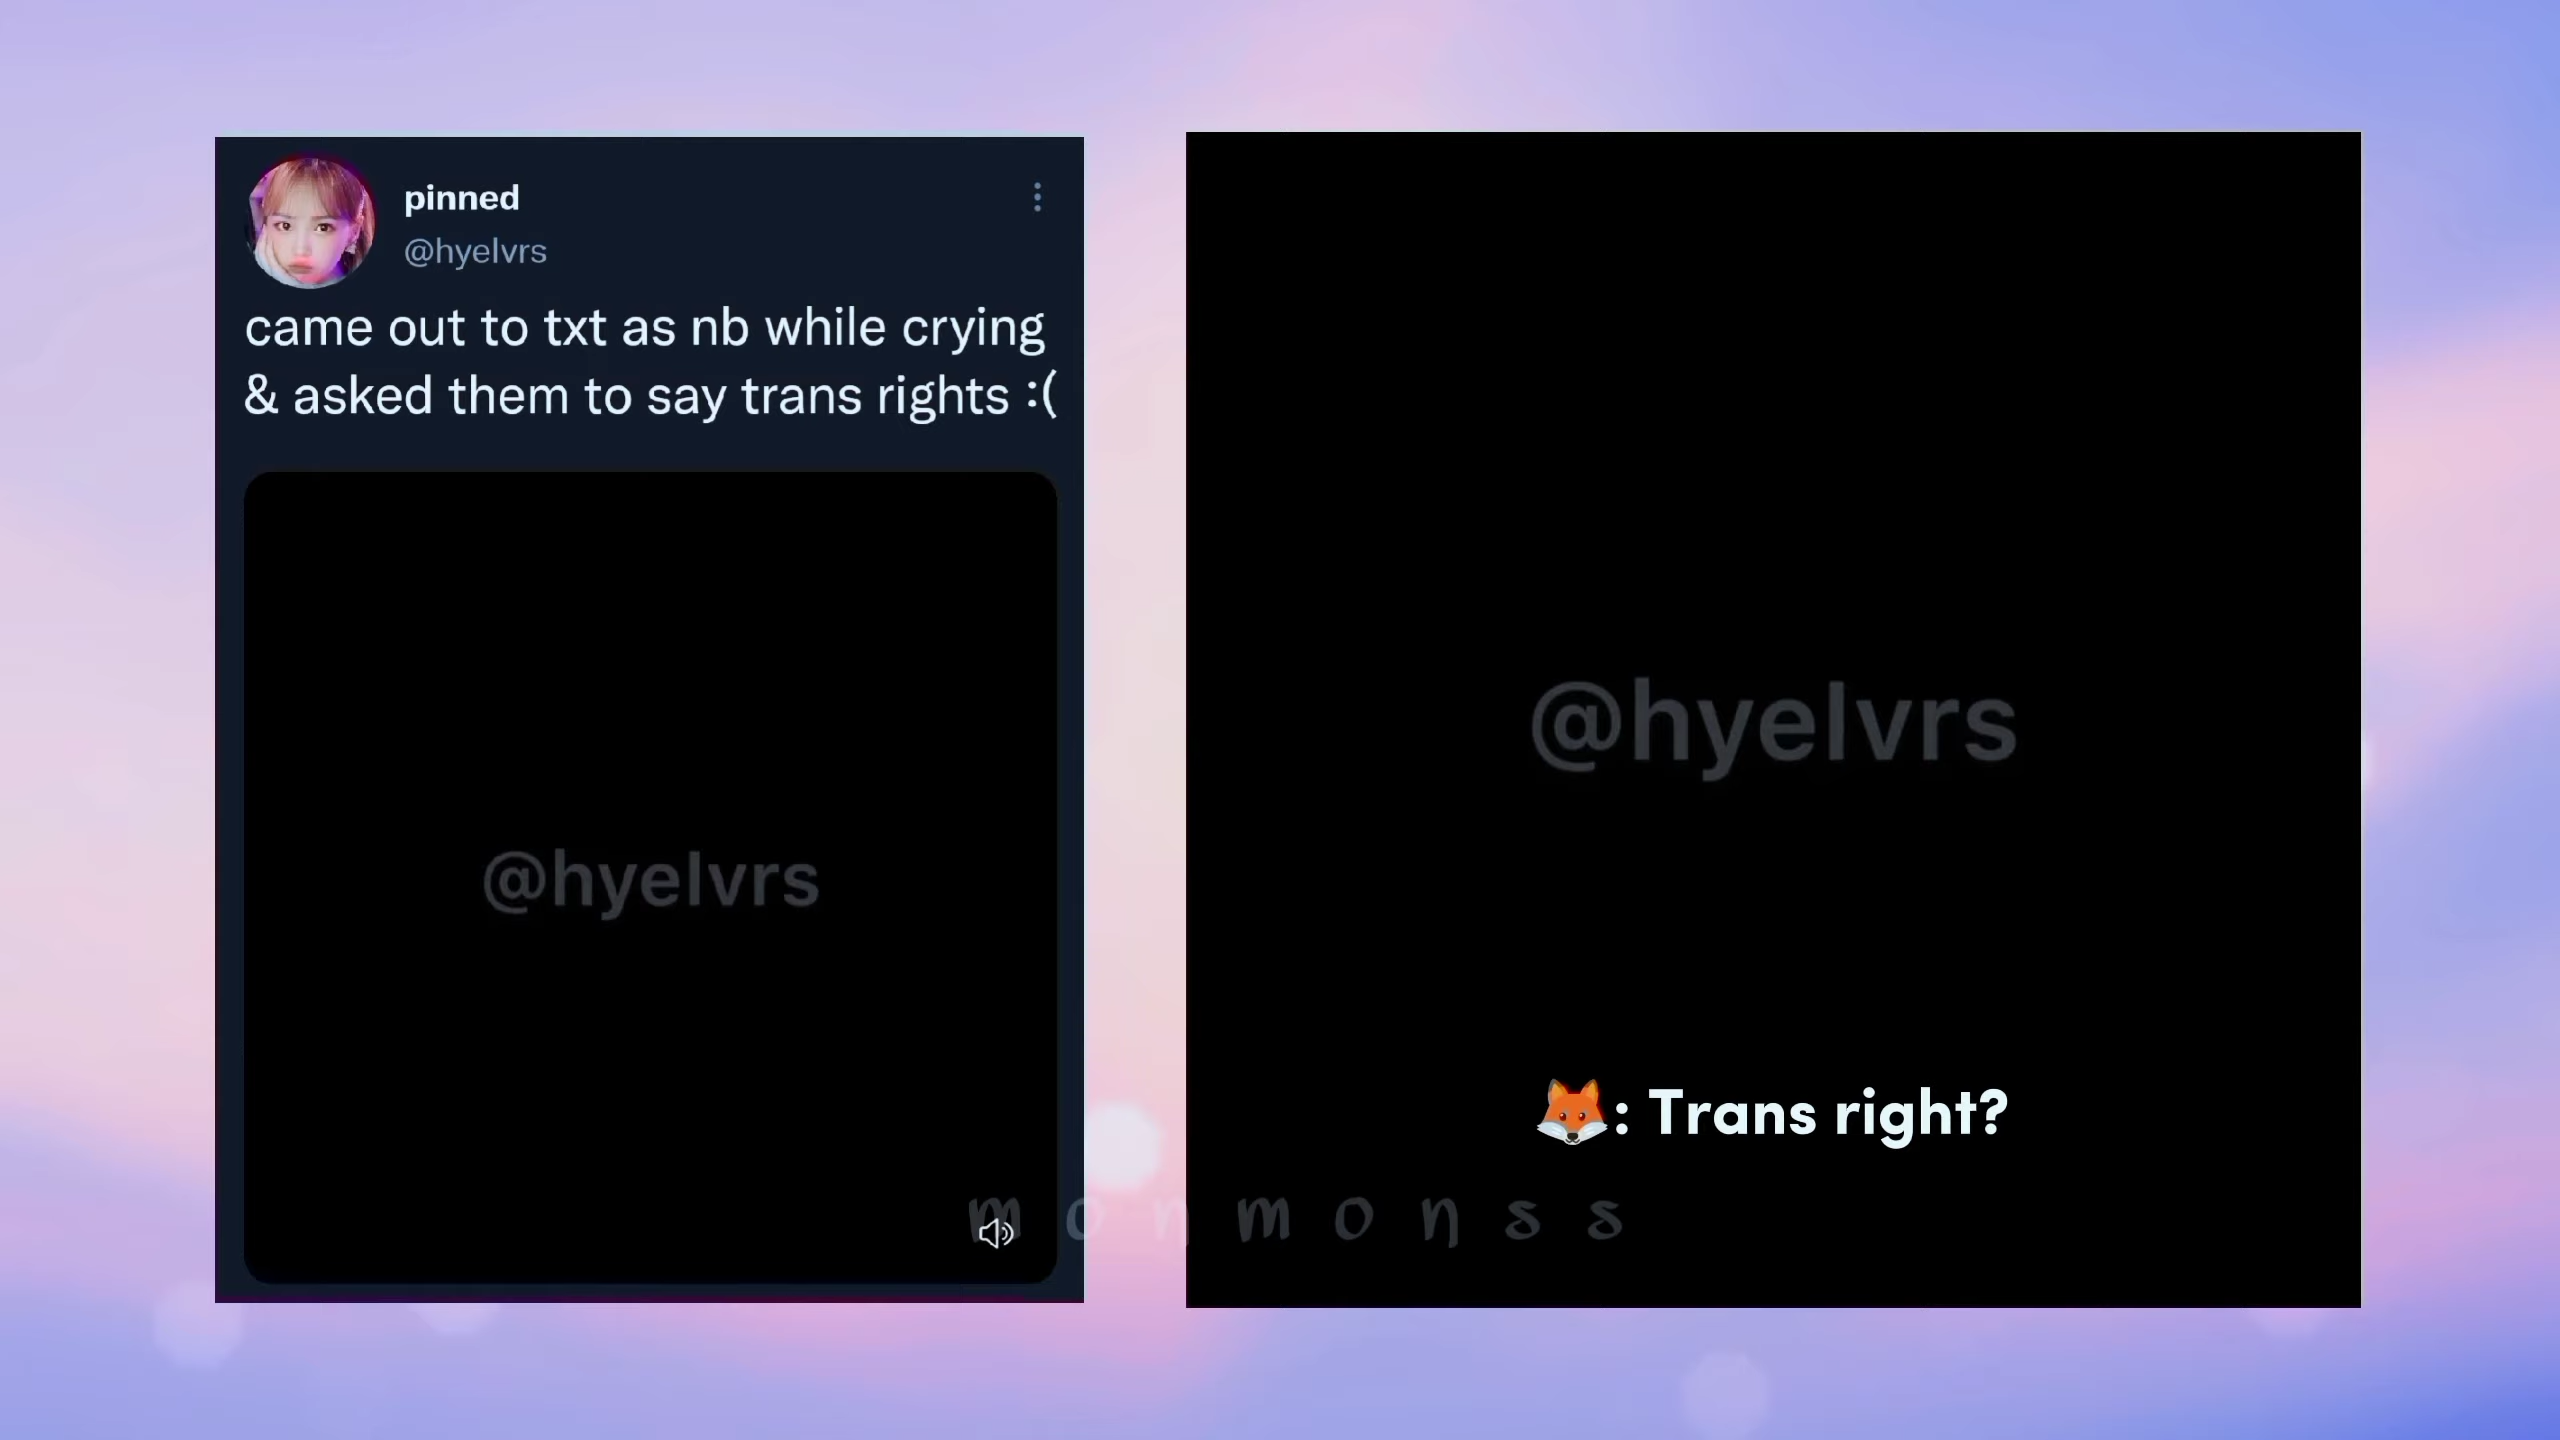 pinned
@hyelvrs
came out to txt as nb while crying
& asked them to say trans rights :(
@hyelvrs
@hyelvrs
🦊: Trans right?
monmonss